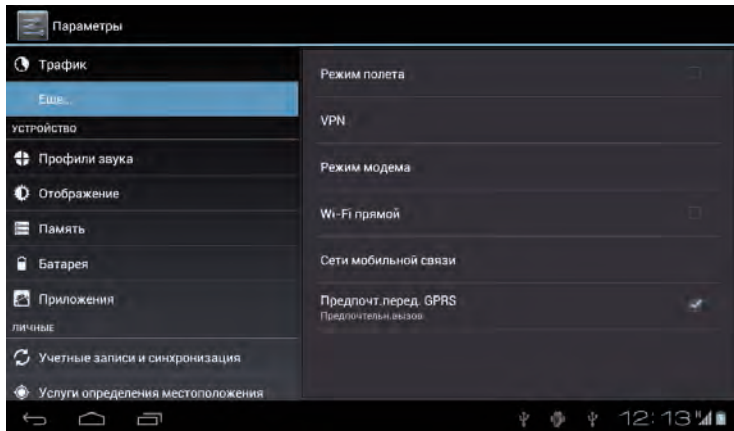 Параметры
Трафик
Еще...
УСТРОЙСТВО
Профили звука
Отображение
Память
Батарея
Приложения
ЛИЧНЫЕ
Учетные записи и синхронизация
Услуги определения местоположения
Режим полета
VPN
Режим модема
Wi-Fi прямой
Сети мобильной связи
Предпочт.перед. GPRS
Предпочтельн.вызов
12:13